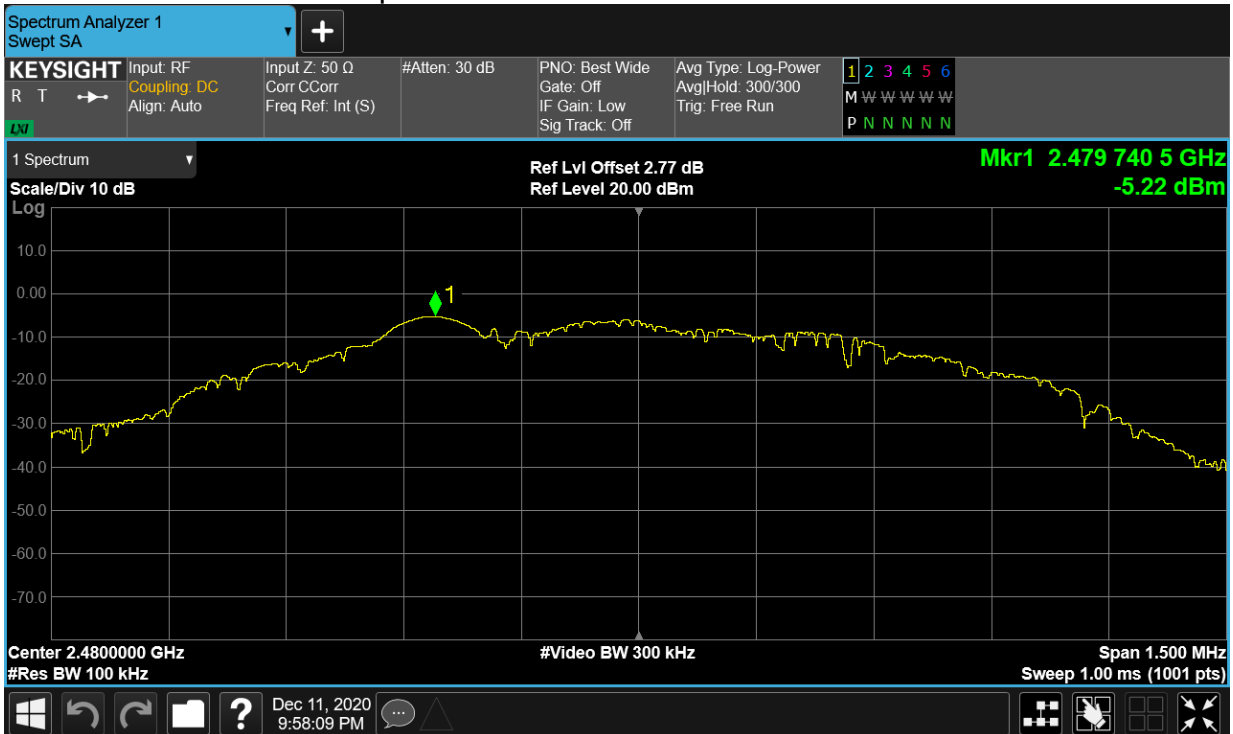 Spectrum Analyzer 1
Swept SA
KEYSIGHT
R T
LXI
Input: RF
Coupling: DC
Align: Auto
Input Z: 50 Ω
Corr CCorr
Freq Ref: Int (S)
#Atten: 30 dB
PNO: Best Wide
Gate: Off
IF Gain: Low
Sig Track: Off
Avg Type: Log-Power
Avg|Hold: 300/300
Trig: Free Run
1 2 3 4 5 6
M W W W W W
P N N N N N
1 Spectrum
Scale/Div 10 dB
Log
Ref Lvl Offset 2.77 dB
Ref Level 20.00 dBm
Mkr1 2.479 740 5 GHz
-5.22 dBm
1
10.0
0.00
-10.0
-20.0
-30.0
-40.0
-50.0
-60.0
-70.0
Center 2.4800000 GHz
#Res BW 100 kHz
#Video BW 300 kHz
Span 1.500 MHz
Sweep 1.00 ms (1001 pts)
?
Dec 11, 2020
9:58:09 PM